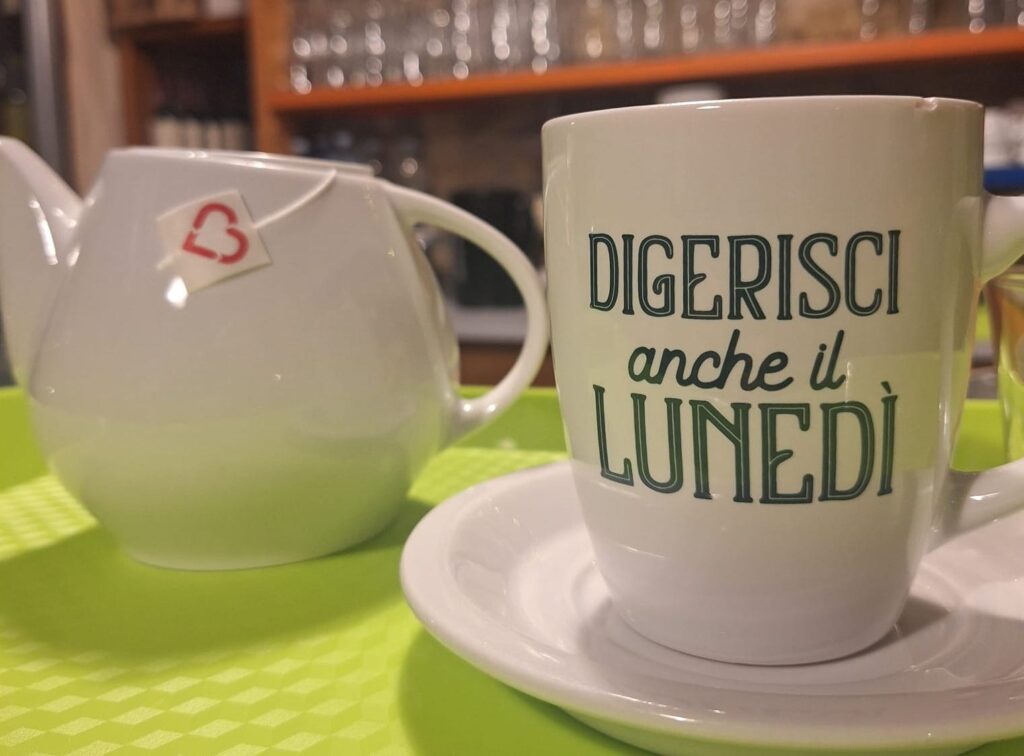 DIGERISCI
anche il
LUNEDÌ